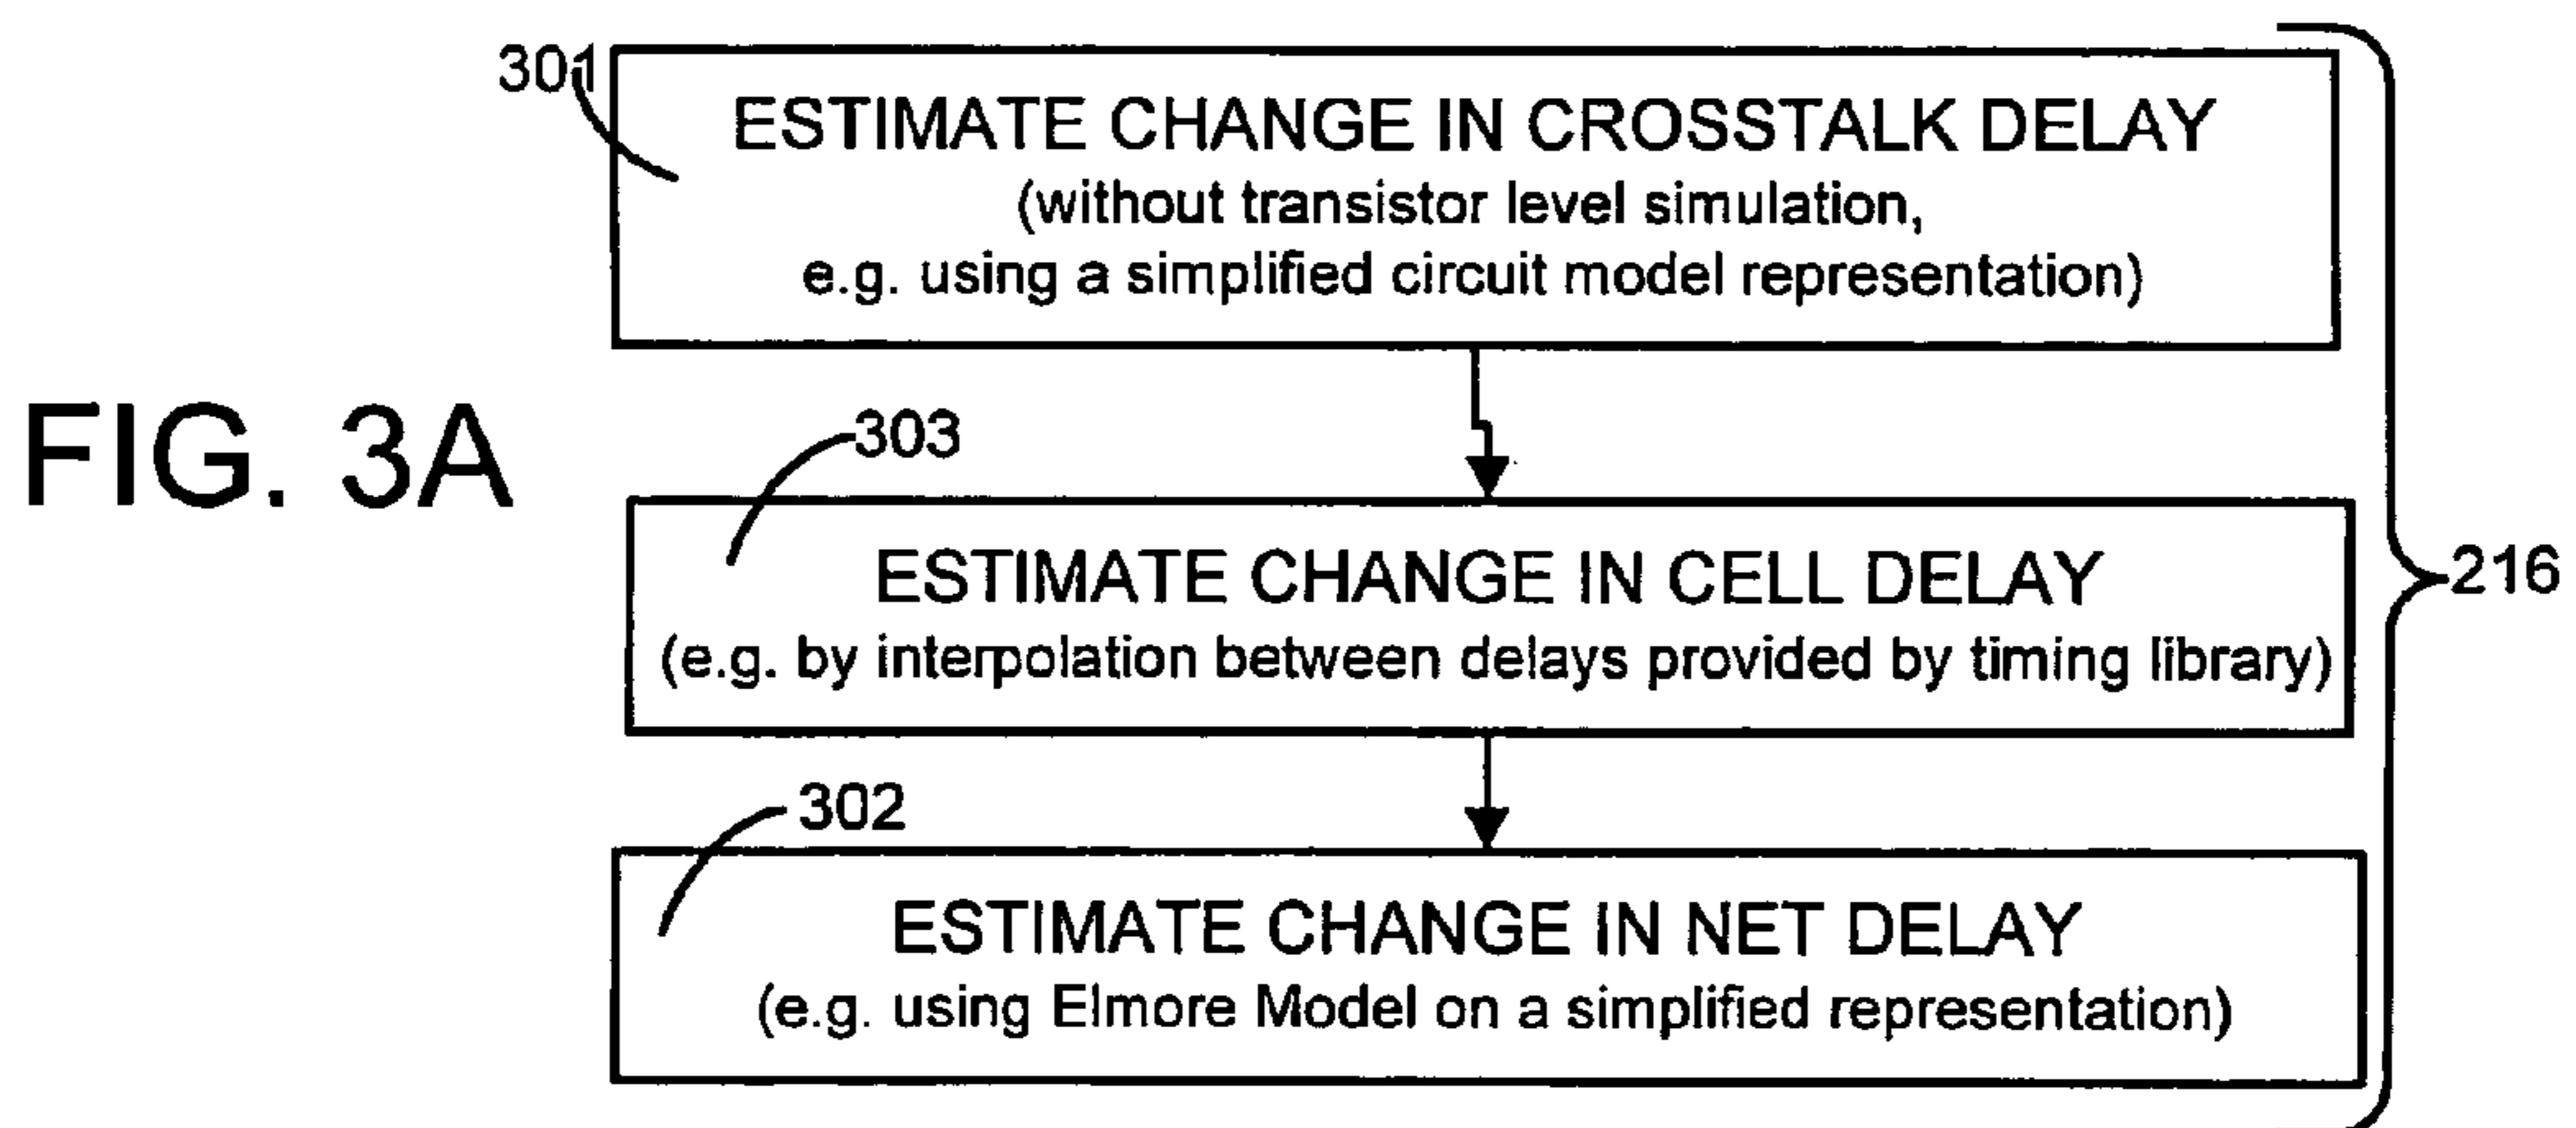 301
ESTIMATE CHANGE IN CROSSTALK DELAY
(without transistor level simulation,
e.g. using a simplified circuit model representation)
FIG. 3A
303
ESTIMATE CHANGE IN CELL DELAY
(e.g. by interpolation between delays provided by timing library)
216
302
ESTIMATE CHANGE IN NET DELAY
(e.g. using Elmore Model on a simplified representation)